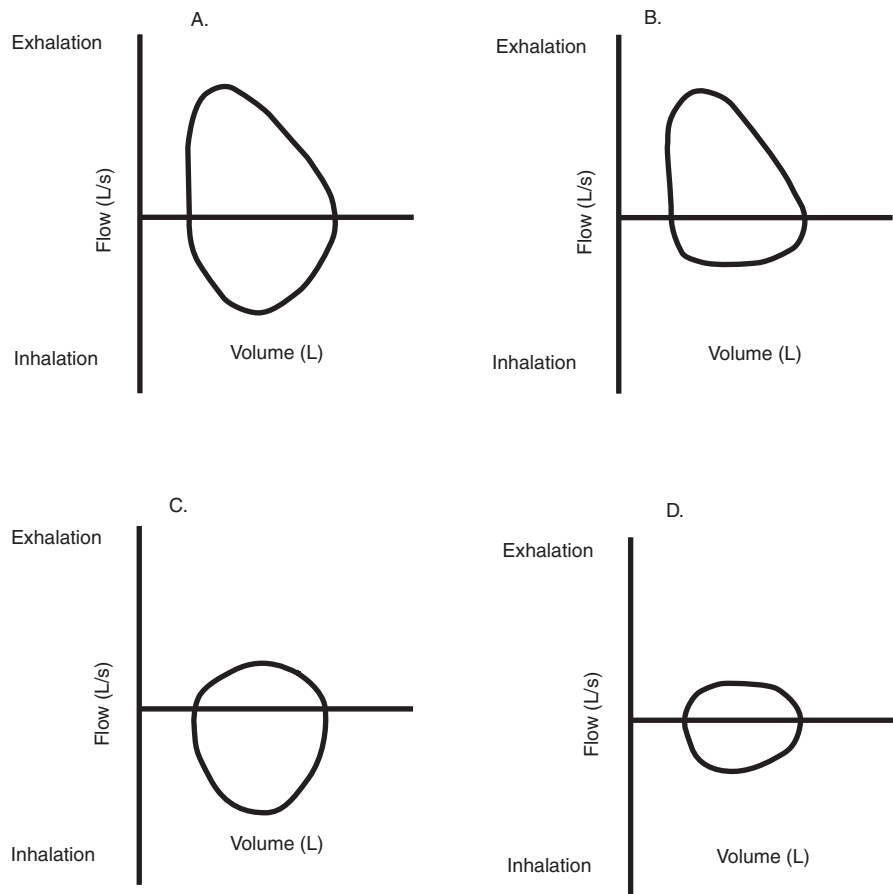 A.
Exhalation
Flow (L/s)
Inhalation
Volume (L)
B.
Exhalation
Flow (L/s)
Inhalation
Volume (L)
C.
Exhalation
Flow (L/s)
Inhalation
Volume (L)
D.
Exhalation
Flow (L/s)
Inhalation
Volume (L)